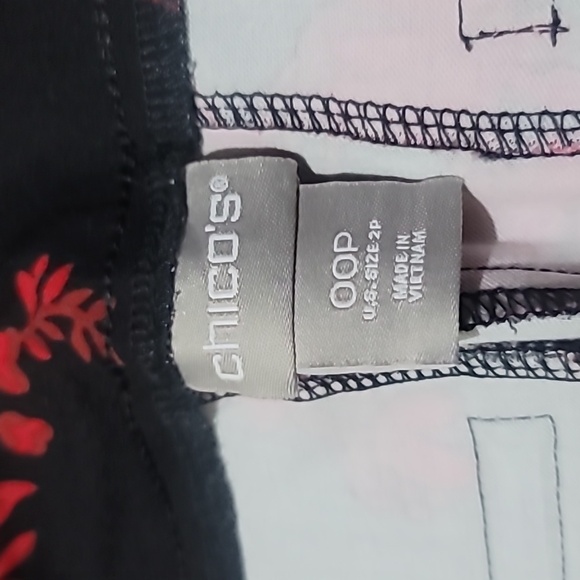 chico's®
00P
U.S. SIZE 2P
MADE IN
VIETNAM